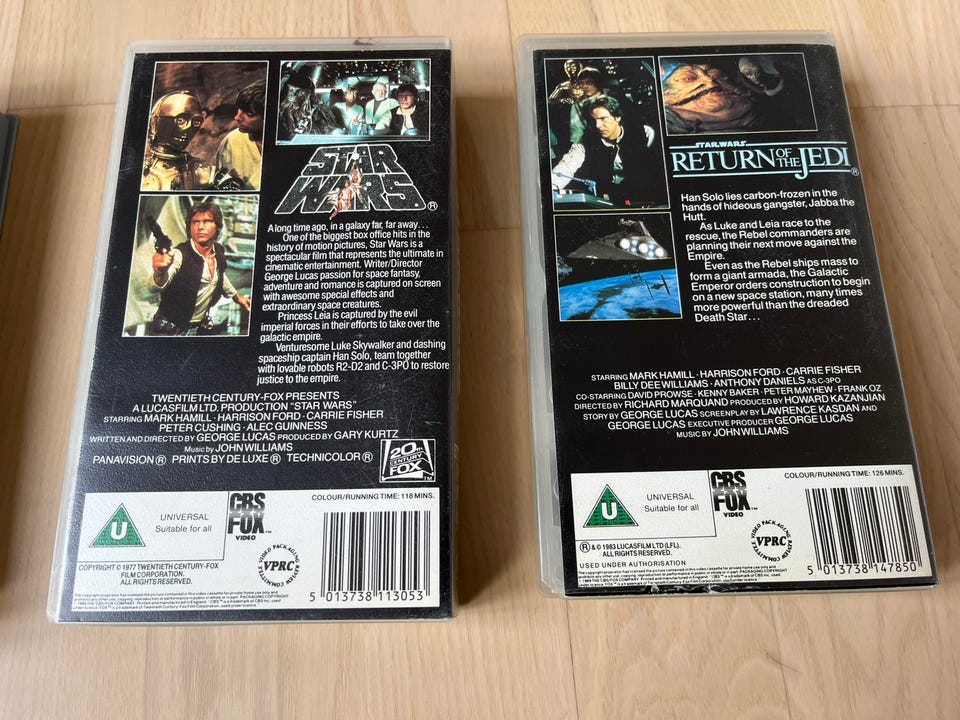 STAR
WARS®
A long time ago, in a galaxy far, far away...
One of the biggest box office hits in the
history of motion pictures, Star Wars is a
spectacular film that represents the ultimate in
cinematic entertainment. Writer/Director
George Lucas passion for space fantasy,
adventure and romance is captured on screen
with awesome special effects and
extraordinary space creatures.
Princess Leia is captured by the evil
imperial forces in their efforts to take over the
galactic empire.
Venturesome Luke Skywalker and dashing
spaceship captain Han Solo, team together
with lovable robots R2-D2 and C-3PO to restore
justice to the empire.
TWENTIETH CENTURY-FOX PRESENTS
A LUCASFILM LTD. PRODUCTION "STAR WARS"
STARRING MARK HAMILL · HARRISON FORD · CARRIE FISHER
PETER CUSHING · ALEC GUINNESS
WRITTEN AND DIRECTED BY GEORGE LUCAS PRODUCED BY GARY KURTZ
Music by JOHN WILLIAMS
PANAVISION® PRINTS BY DE LUXE® TECHNICOLOR®
20th
CENTURY
FOX
TM
U
UNIVERSAL
Suitable for all
CBS
FOX™
VIDEO
COLOUR/RUNNING TIME: 118 MINS.
COPYRIGHT © 1977 TWENTIETH CENTURY-FOX
FILM CORPORATION.
ALL RIGHTS RESERVED.
VIDEO PACKAGING REVIEW COMMITTEE
VPRC
5 013738 113053
STAR WARS
RETURN OF THE JEDI®
Han Solo lies carbon-frozen in the
hands of hideous gangster, Jabba the
Hutt.
As Luke and Leia race to the
rescue, the Rebel commanders are
planning their next move against the
Empire.
Even as the Rebel ships mass to
form a giant armada, the Galactic
Emperor orders construction to begin
on a new space station, many times
more powerful than the dreaded
Death Star...
STARRING MARK HAMILL · HARRISON FORD · CARRIE FISHER
BILLY DEE WILLIAMS · ANTHONY DANIELS AS C-3PO
CO-STARRING DAVID PROWSE · KENNY BAKER · PETER MAYHEW · FRANK OZ
DIRECTED BY RICHARD MARQUAND PRODUCED BY HOWARD KAZANJIAN
STORY BY GEORGE LUCAS SCREENPLAY BY LAWRENCE KASDAN AND
GEORGE LUCAS EXECUTIVE PRODUCER GEORGE LUCAS
MUSIC BY JOHN WILLIAMS
U
UNIVERSAL
Suitable for all
CBS
FOX™
VIDEO
COLOUR/RUNNING TIME: 126 MINS.
® & © 1983 LUCASFILM LTD (LFL).
ALL RIGHTS RESERVED.
USED UNDER AUTHORISATION
VIDEO PACKAGING REVIEW COMMITTEE
VPRC
5 013738 147850